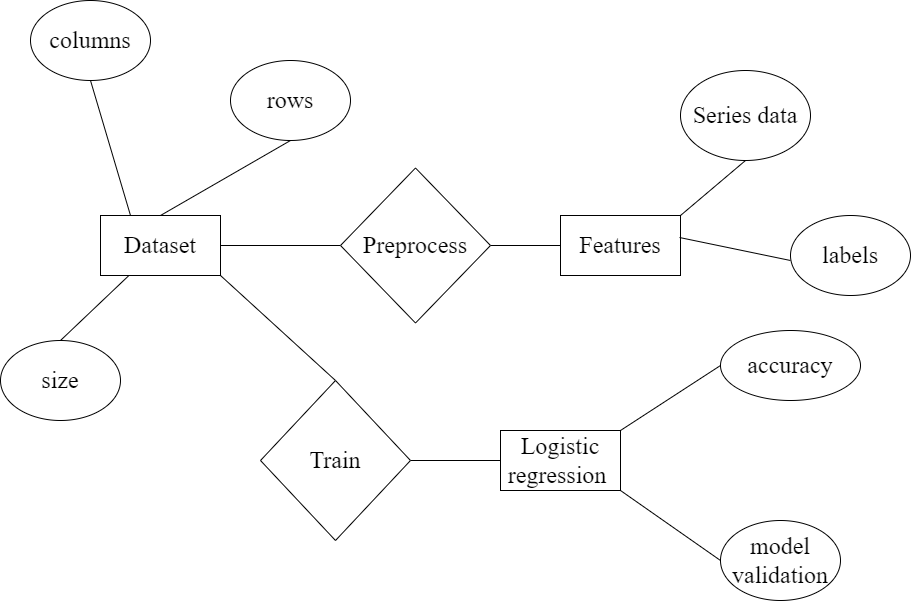 columns
rows
Series data
Dataset
Preprocess
Features
labels
size
accuracy
Train
Logistic
regression
model
validation